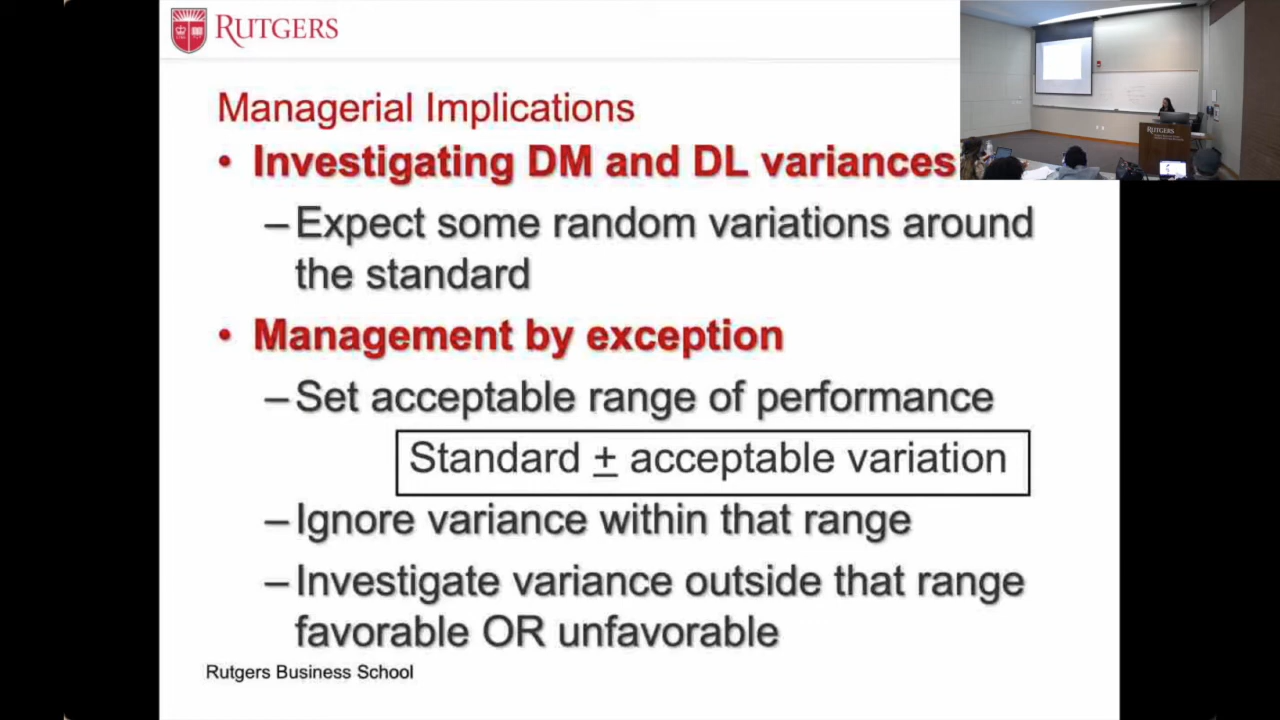 RUTGERS
Managerial Implications
• Investigating DM and DL variances
– Expect some random variations around
the standard
• Management by exception
– Set acceptable range of performance
Standard ± acceptable variation
– Ignore variance within that range
– Investigate variance outside that range
favorable OR unfavorable
Rutgers Business School
RUTGERS